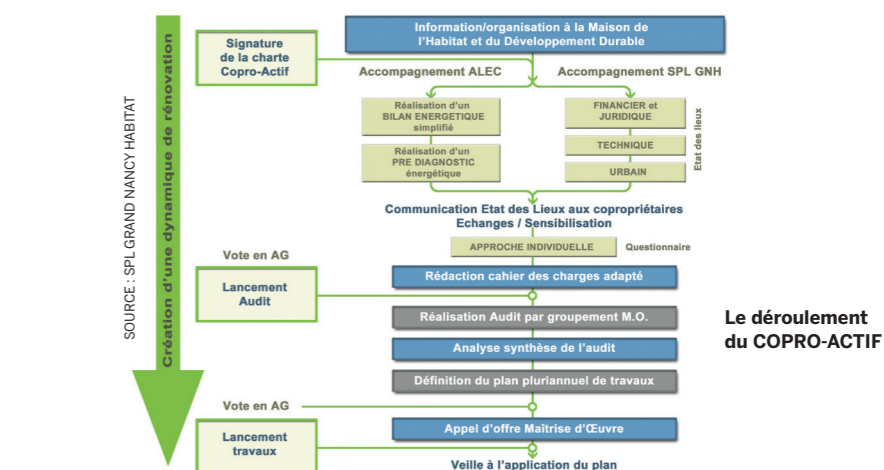 Information/organisation à la Maison de
l'Habitat et du Développement Durable
Signature
de la charte
Copro-Actif
Accompagnement ALEC
Accompagnement SPL GNH
Réalisation d'un
BILAN ENERGETIQUE
simplifié
Réalisation d'un
PRE DIAGNOSTIC
énergétique
FINANCIER et
JURIDIQUE
TECHNIQUE
URBAIN
Etat des lieux
Communication Etat des Lieux aux copropriétaires
Echanges / Sensibilisation
APPROCHE INDIVIDUELLE
Questionnaire
Vote en AG
Rédaction cahier des charges adapté
Lancement
Audit
Réalisation Audit par groupement M.O.
Analyse synthèse de l'audit
Définition du plan pluriannuel de travaux
Vote en AG
Appel d'offre Maîtrise d'Œuvre
Lancement
travaux
Veille à l'application du plan
Création d'une dynamique de rénovation
SOURCE : SPL GRAND NANCY HABITAT
Le déroulement
du COPRO-ACTIF